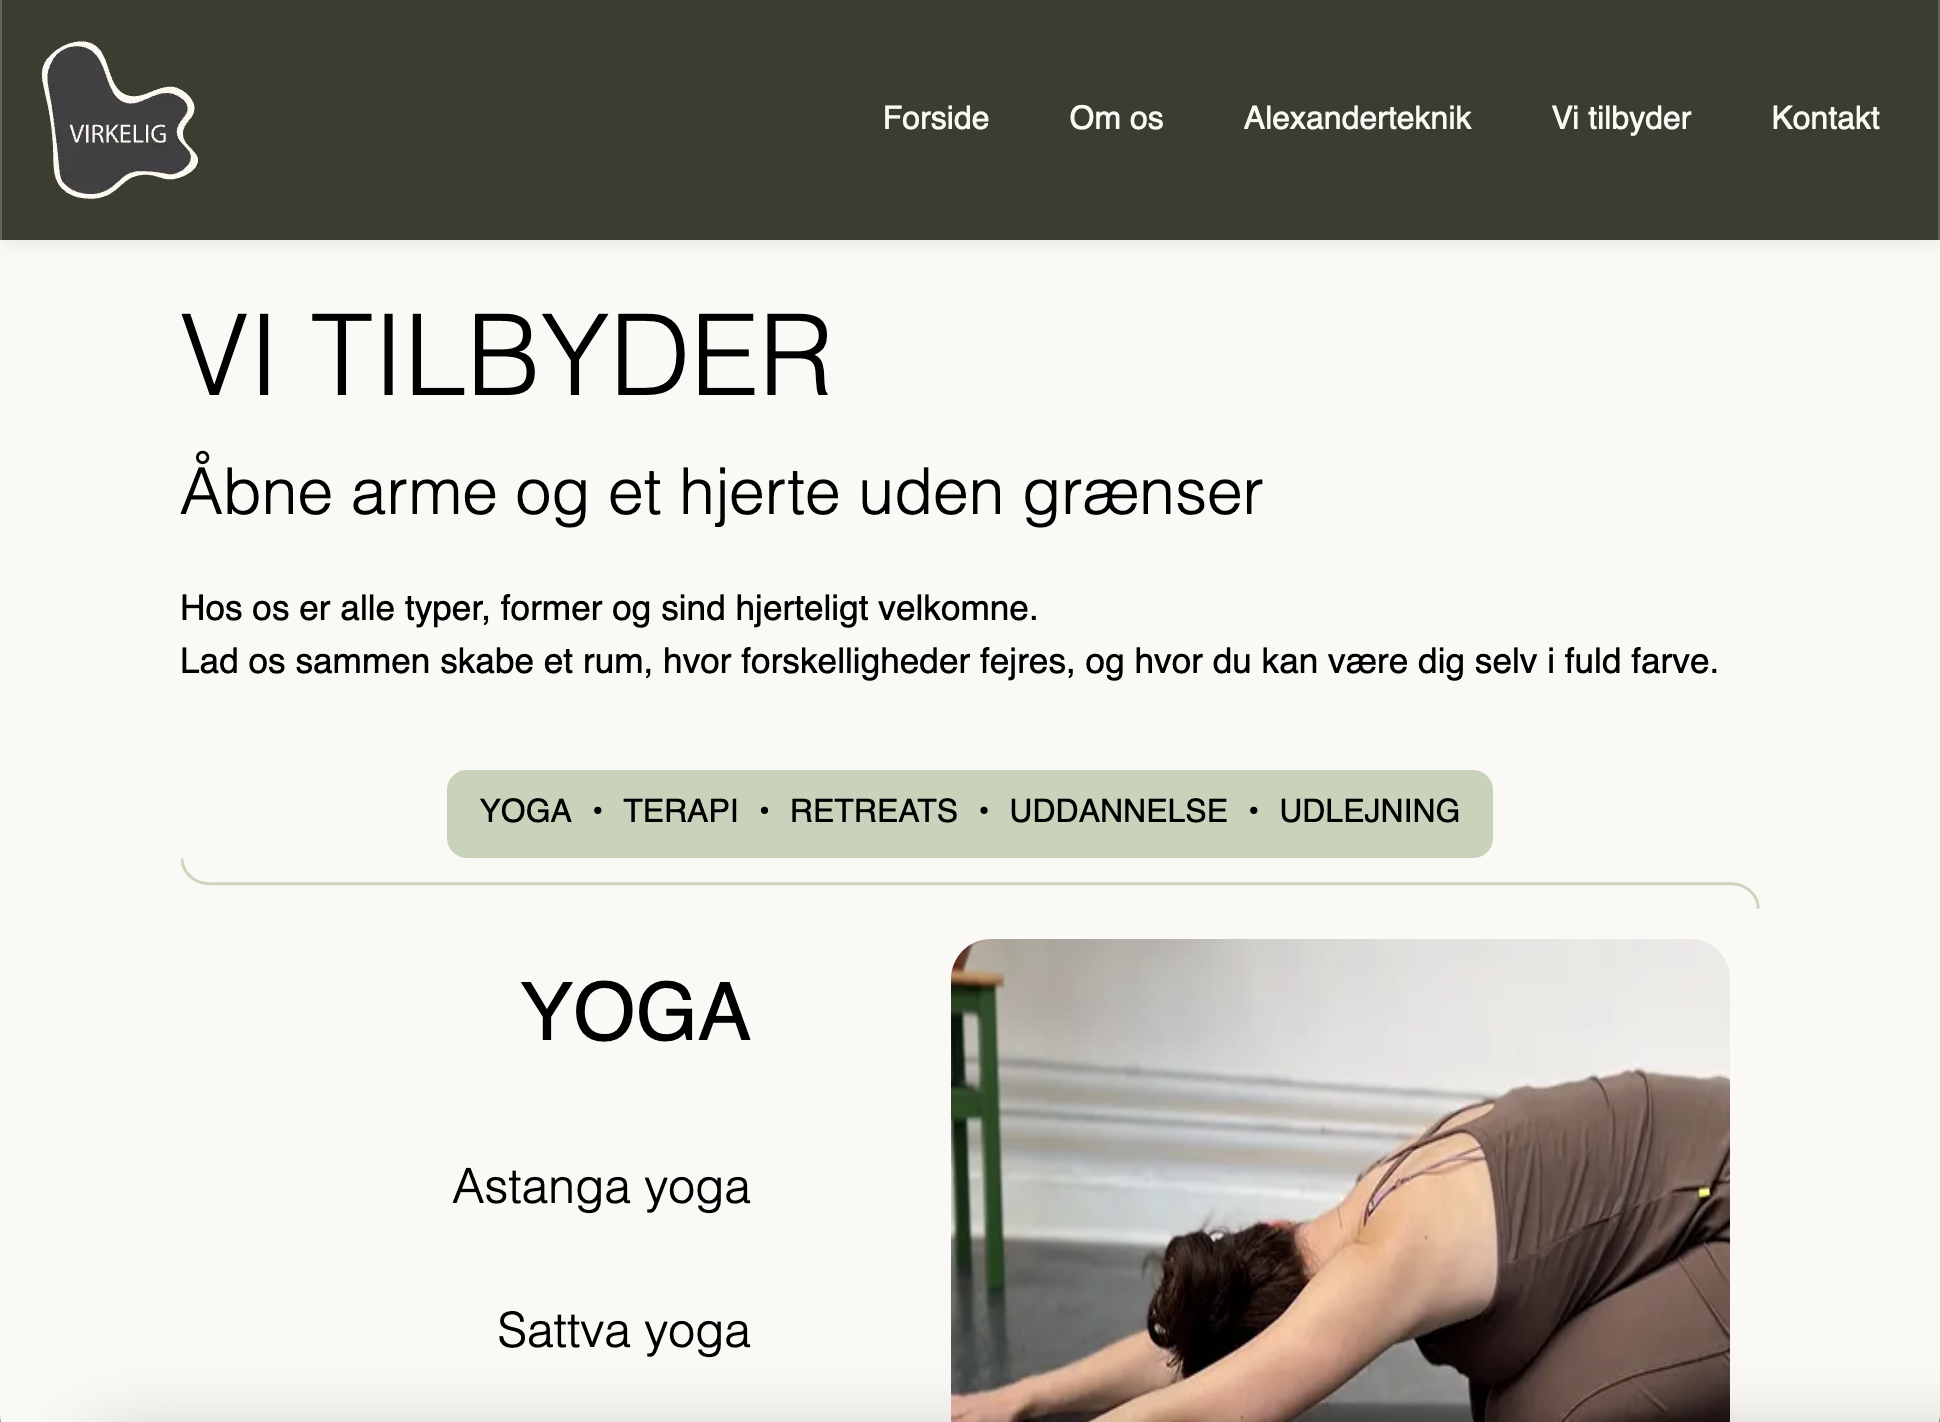 VIRKELIG
Forside Om os Alexanderteknik Vi tilbyder Kontakt
VI TILBYDER
Åbne arme og et hjerte uden grænser
Hos os er alle typer, former og sind hjerteligt velkomne.
Lad os sammen skabe et rum, hvor forskelligheder fejres, og hvor du kan være dig selv i fuld farve.
YOGA • TERAPI • RETREATS • UDDANNELSE • UDLEJNING
YOGA
Astanga yoga
Sattva yoga